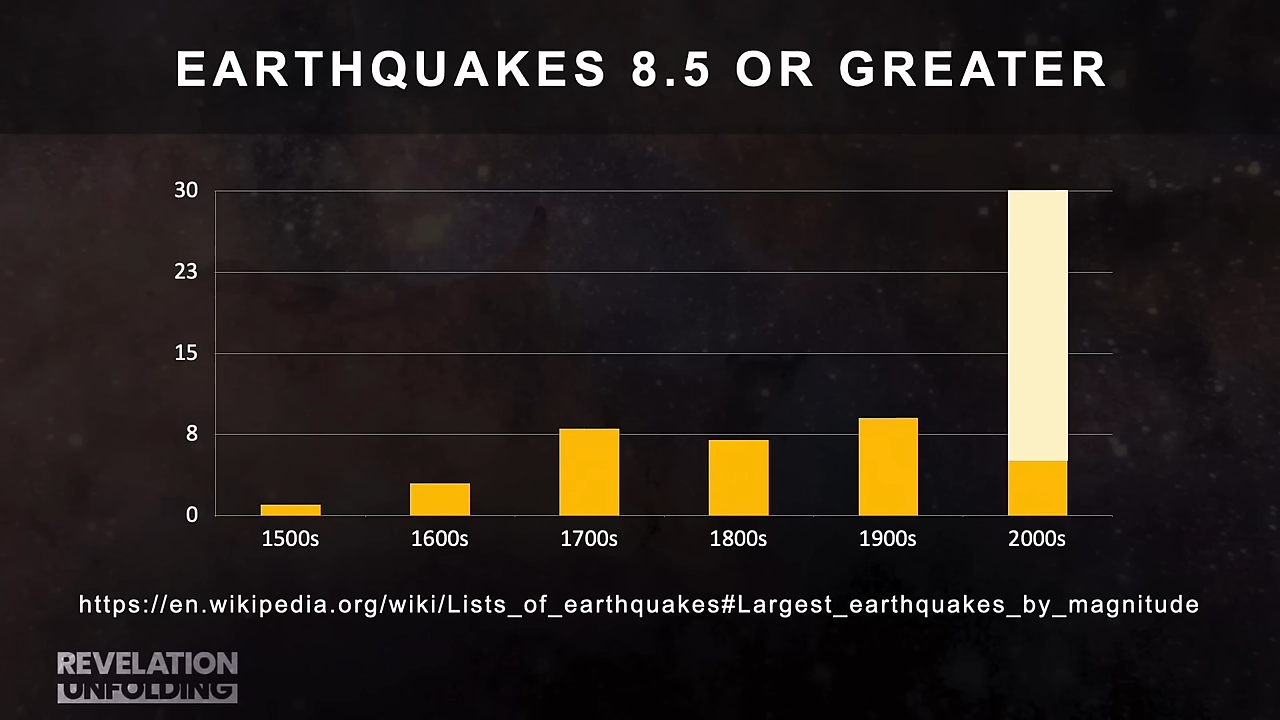 EARTHQUAKES 8.5 OR GREATER
30
23
15
8
0
1500s 1600s 1700s 1800s 1900s 2000s
https://en.wikipedia.org/wiki/Lists_of_earthquakes#Largest_earthquakes_by_magnitude
REVELATION
UNFOLDING